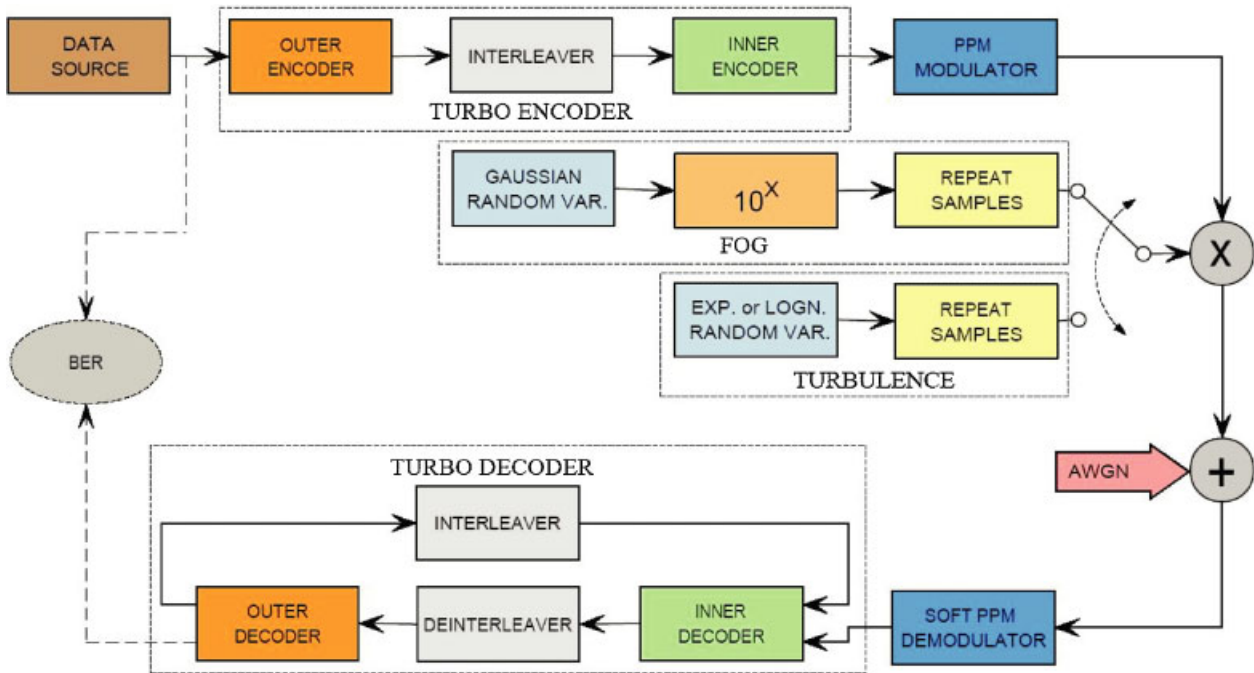 DATA
SOURCE
OUTER
ENCODER
INTERLEAVER
INNER
ENCODER
PPM
MODULATOR
TURBO ENCODER
GAUSSIAN
RANDOM VAR.
10^X
REPEAT
SAMPLES
FOG
X
EXP. or LOGN.
RANDOM VAR.
REPEAT
SAMPLES
TURBULENCE
BER
TURBO DECODER
AWGN
+
INTERLEAVER
OUTER
DECODER
DEINTERLEAVER
INNER
DECODER
SOFT PPM
DEMODULATOR